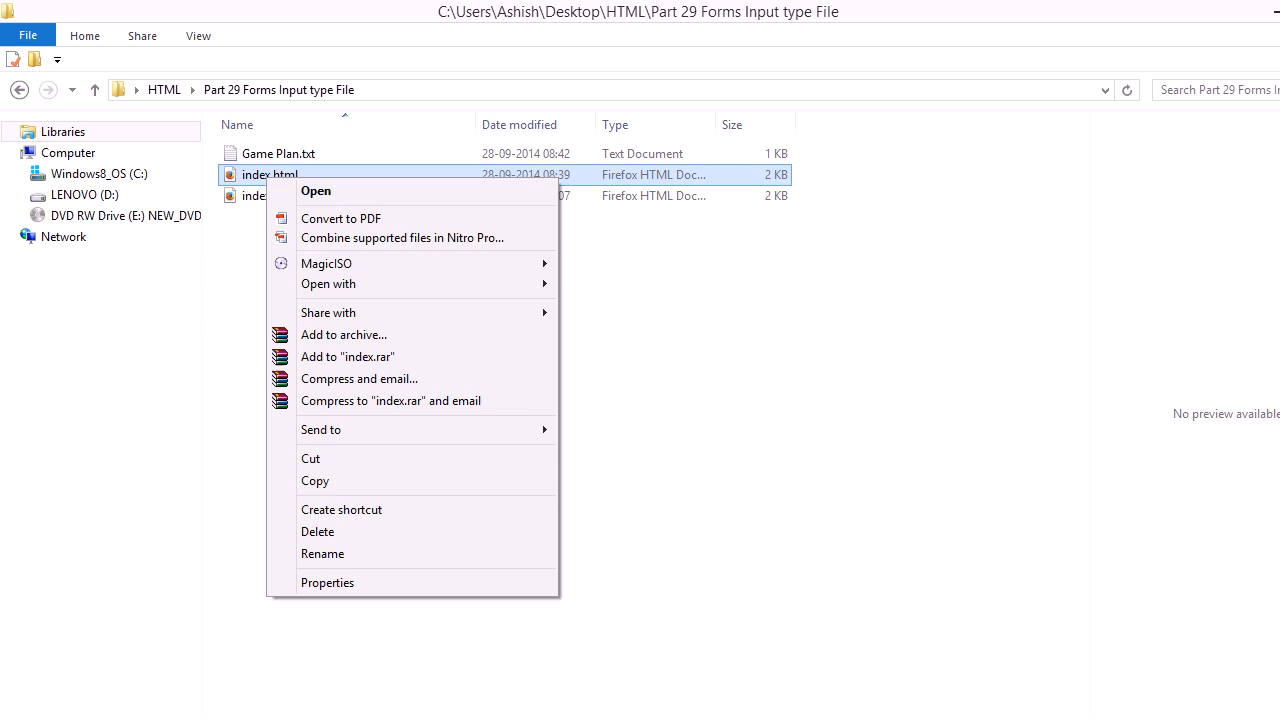 C:\Users\Ashish\Desktop\HTML\Part 29 Forms Input type File
File Home Share View
HTML Part 29 Forms Input type File Search Part 29 Forms
Name Date modified Type Size
Libraries
Computer
Windows8_OS (C:)
LENOVO (D:)
DVD RW Drive (E:) NEW_DVD
Network
Game Plan.txt 28-09-2014 08:42 Text Document 1 KB
index.html 28-09-2014 08:39 Firefox HTML Doc... 2 KB
07 Firefox HTML Doc... 2 KB
Open
Convert to PDF
Combine supported files in Nitro Pro...
MagicISO
Open with
Share with
Add to archive...
Add to "index.rar"
Compress and email...
Compress to "index.rar" and email
Send to
Cut
Copy
Create shortcut
Delete
Rename
Properties
No preview available